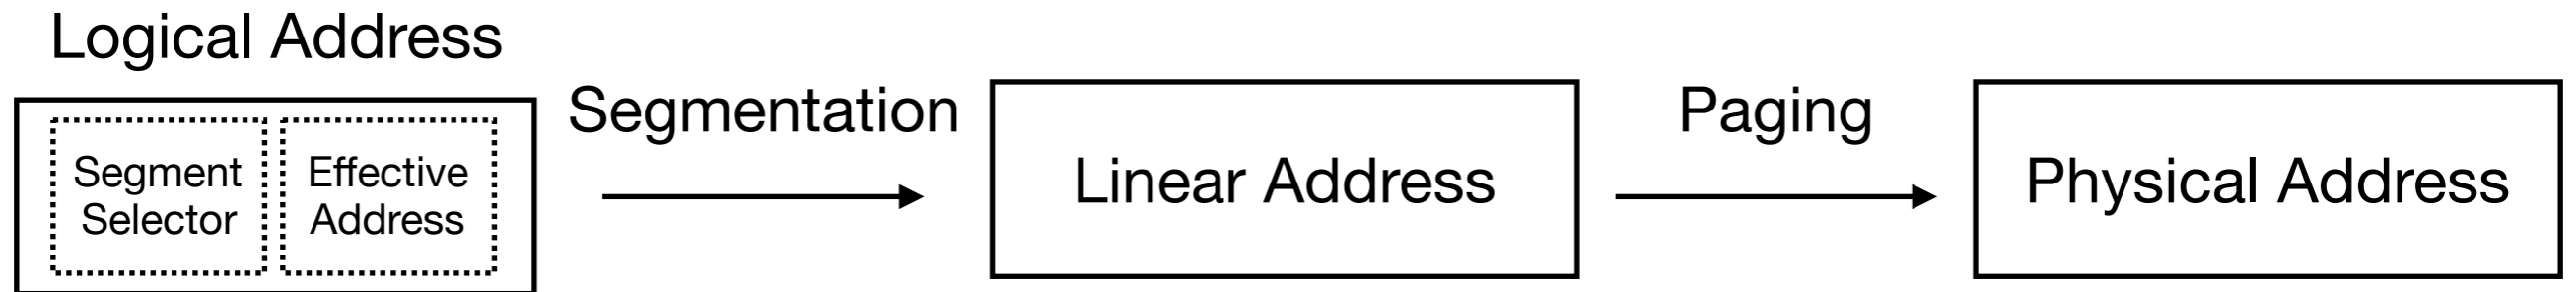 Logical Address
Segment
Selector
Effective
Address
Segmentation
Linear Address
Paging
Physical Address